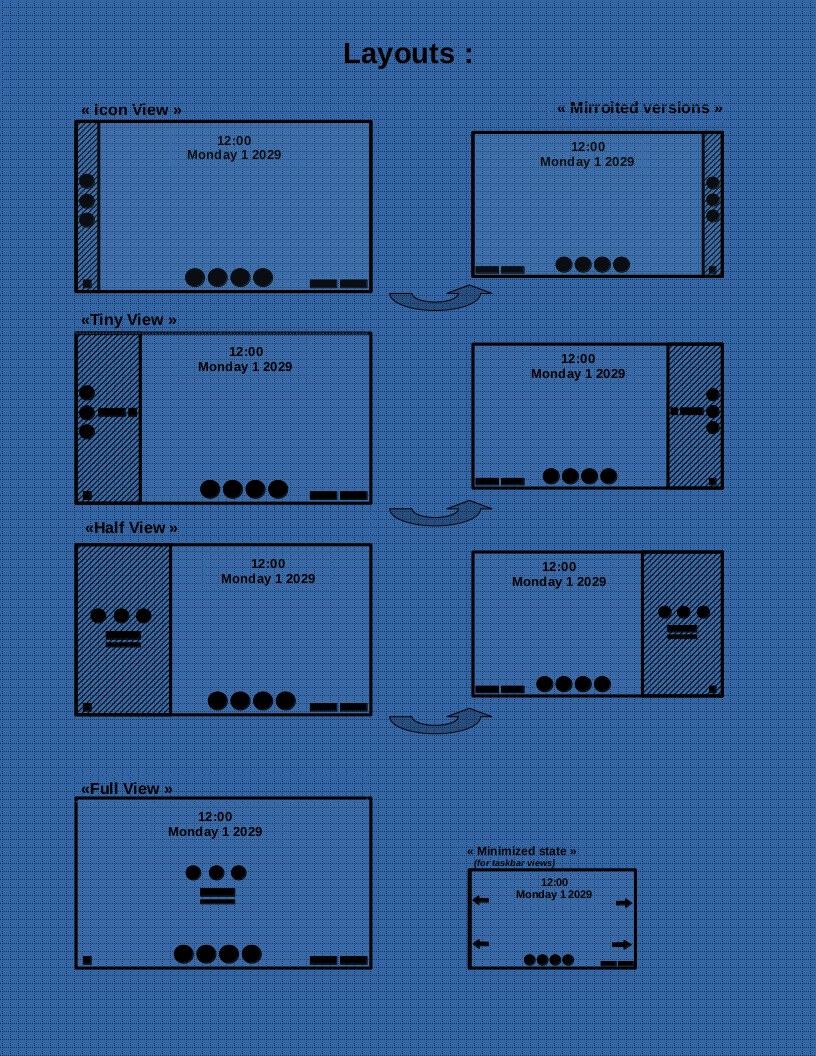 Layouts :
« icon View »
« Mirroited versions »
12:00
Monday 1 2029
12:00
Monday 1 2029
«Tiny View »
12:00
Monday 1 2029
12:00
Monday 1 2029
«Half View »
12:00
Monday 1 2029
12:00
Monday 1 2029
«Full View »
12:00
Monday 1 2029
« Minimized state »
(for taskbar views)
12:00
Monday 1 2029